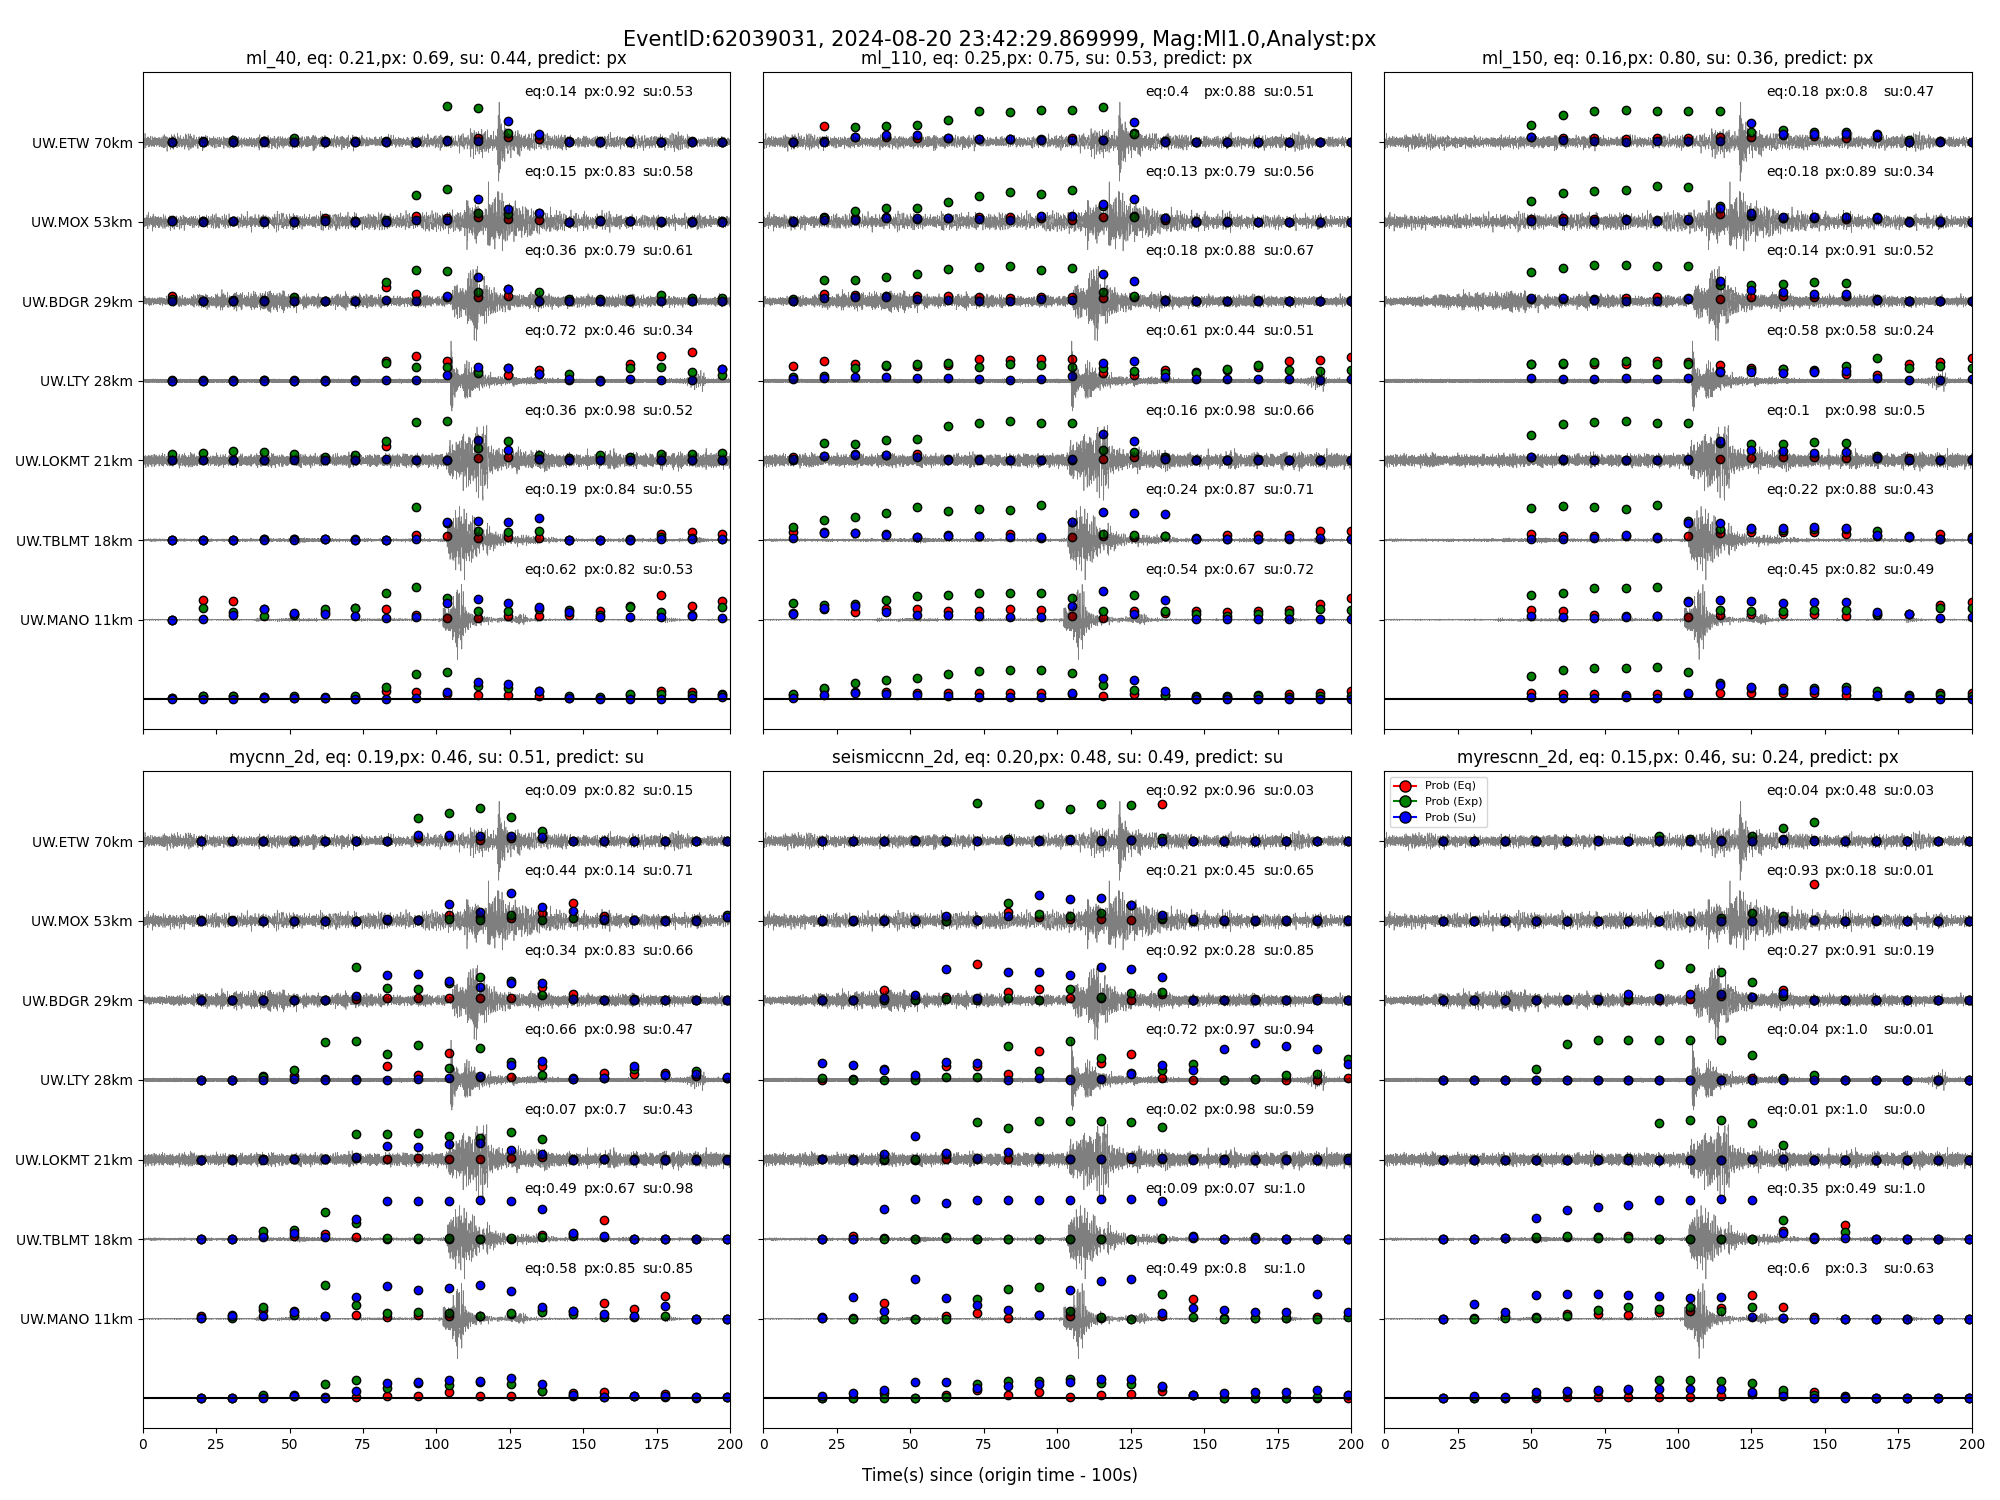 EventID:62039031, 2024-08-20 23:42:29.869999, Mag:Ml1.0,Analyst:px
ml_40, eq: 0.21,px: 0.69, su: 0.44, predict: px
UW.ETW 70km
eq:0.14 px:0.92 su:0.53
UW.MOX 53km
eq:0.15 px:0.83 su:0.58
UW.BDGR 29km
eq:0.36 px:0.79 su:0.61
UW.LTY 28km
eq:0.72 px:0.46 su:0.34
UW.LOKMT 21km
eq:0.36 px:0.98 su:0.52
UW.TBLMT 18km
eq:0.19 px:0.84 su:0.55
UW.MANO 11km
eq:0.62 px:0.82 su:0.53
ml_110, eq: 0.25,px: 0.75, su: 0.53, predict: px
eq:0.4 px:0.88 su:0.51
eq:0.13 px:0.79 su:0.56
eq:0.18 px:0.88 su:0.67
eq:0.61 px:0.44 su:0.51
eq:0.16 px:0.98 su:0.66
eq:0.24 px:0.87 su:0.71
eq:0.54 px:0.67 su:0.72
ml_150, eq: 0.16,px: 0.80, su: 0.36, predict: px
eq:0.18 px:0.8 su:0.47
eq:0.18 px:0.89 su:0.34
eq:0.14 px:0.91 su:0.52
eq:0.58 px:0.58 su:0.24
eq:0.1 px:0.98 su:0.5
eq:0.22 px:0.88 su:0.43
eq:0.45 px:0.82 su:0.49
mycnn_2d, eq: 0.19,px: 0.46, su: 0.51, predict: su
UW.ETW 70km
eq:0.09 px:0.82 su:0.15
UW.MOX 53km
eq:0.44 px:0.14 su:0.71
UW.BDGR 29km
eq:0.34 px:0.83 su:0.66
UW.LTY 28km
eq:0.66 px:0.98 su:0.47
UW.LOKMT 21km
eq:0.07 px:0.7 su:0.43
UW.TBLMT 18km
eq:0.49 px:0.67 su:0.98
UW.MANO 11km
eq:0.58 px:0.85 su:0.85
0 25 50 75 100 125 150 175 200
seismiccnn_2d, eq: 0.20,px: 0.48, su: 0.49, predict: su
eq:0.92 px:0.96 su:0.03
eq:0.21 px:0.45 su:0.65
eq:0.92 px:0.28 su:0.85
eq:0.72 px:0.97 su:0.94
eq:0.02 px:0.98 su:0.59
eq:0.09 px:0.07 su:1.0
eq:0.49 px:0.8 su:1.0
0 25 50 75 100 125 150 175 200
myrescnn_2d, eq: 0.15,px: 0.46, su: 0.24, predict: px
Prob (Eq)
Prob (Exp)
Prob (Su)
eq:0.04 px:0.48 su:0.03
eq:0.93 px:0.18 su:0.01
eq:0.27 px:0.91 su:0.19
eq:0.04 px:1.0 su:0.01
eq:0.01 px:1.0 su:0.0
eq:0.35 px:0.49 su:1.0
eq:0.6 px:0.3 su:0.63
0 25 50 75 100 125 150 175 200
Time(s) since (origin time - 100s)